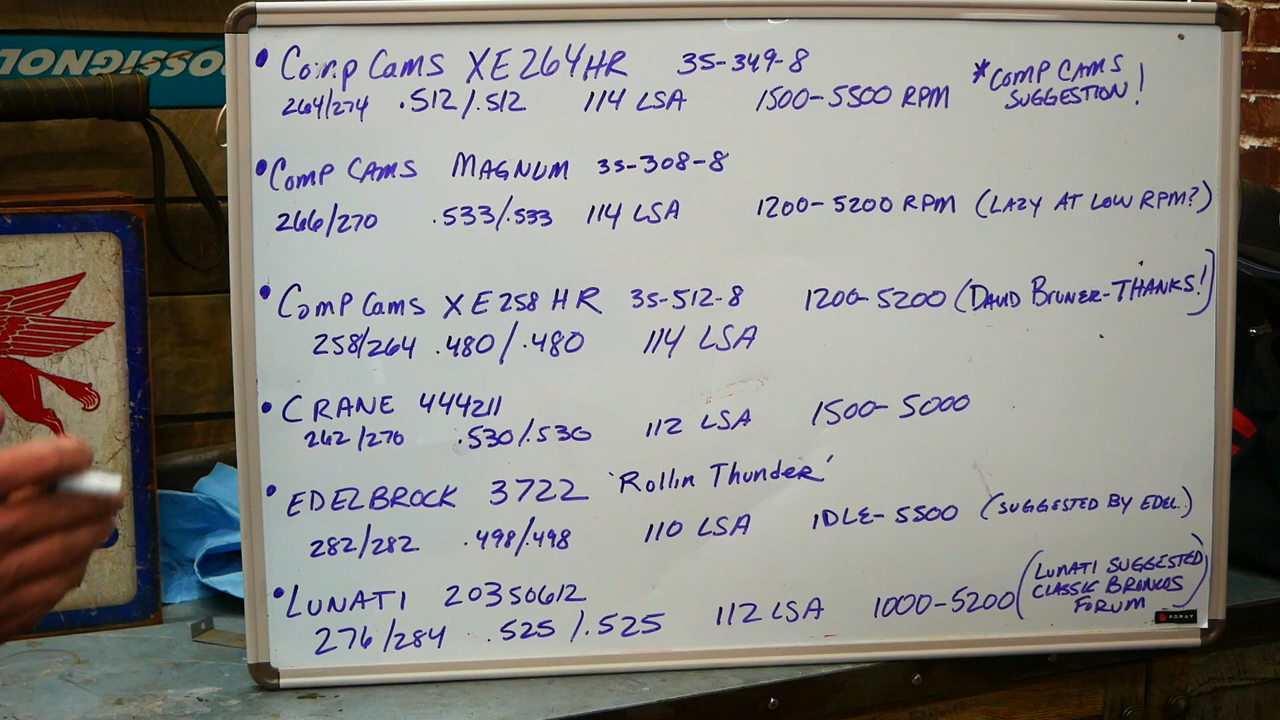 ROSSIGNOL
• Comp Cams XE264HR 35-349-8
264/274 .512/.512 114 LSA 1500-5500 RPM
*COMP CAMS
SUGGESTION!
• COMP CAMS MAGNUM 35-308-8
266/270 .533/.533 114 LSA 1200-5200 RPM (LAZY AT LOW RPM?)
• Comp Cams XE258HR 35-512-8 1200-5200 (DAVID BRUNER-THANKS!)
258/264 .480/.480 114 LSA
• CRANE 444211
262/270 .530/.530 112 LSA 1500-5000
• EDELBROCK 3722 'Rollin Thunder'
282/282 .498/.498 110 LSA IDLE-5500 (SUGGESTED BY EDEL.)
• LUNATI 20350612
276/284 .525/.525 112 LSA 1000-5200
(LUNATI SUGGESTED
CLASSIC BRONCOS
FORUM)
FORAY